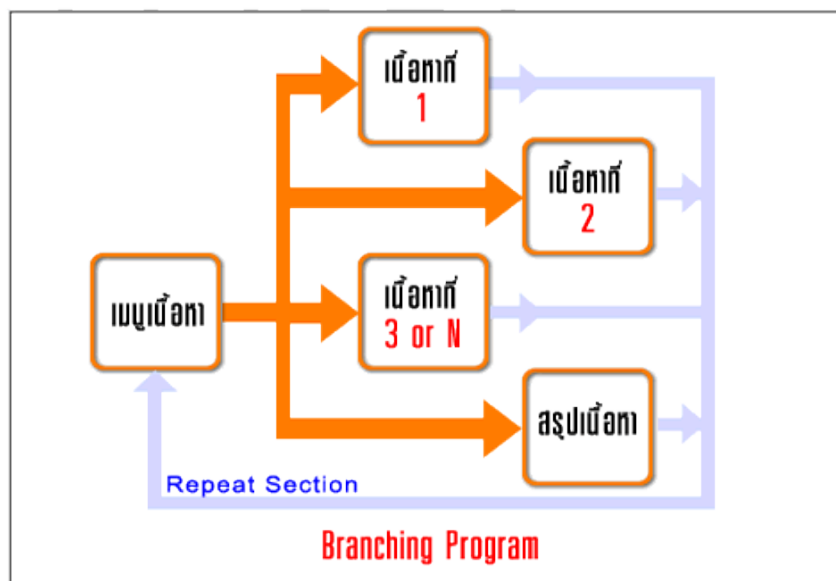 เนื้อหาที่
1
เนื้อหาที่
2
เมนูเนื้อหา
เนื้อหาที่
3 or N
สรุปเนื้อหา
Repeat Section
Branching Program